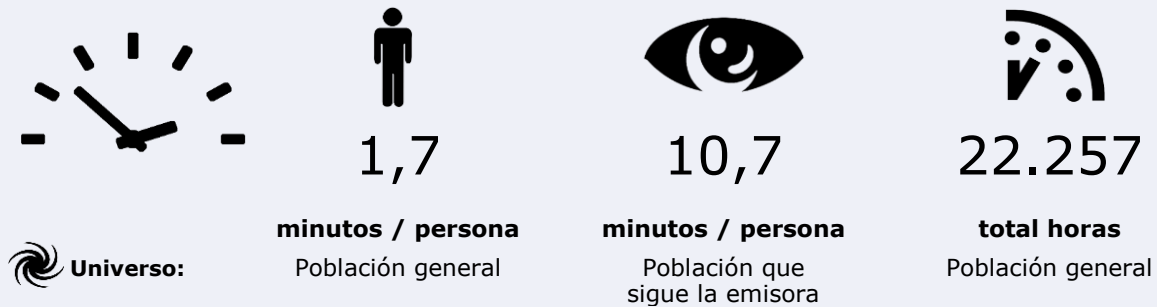 1,7
10,7
22.257
minutos / persona
minutos / persona
total horas
Universo:
Población general
Población que
sigue la emisora
Población general